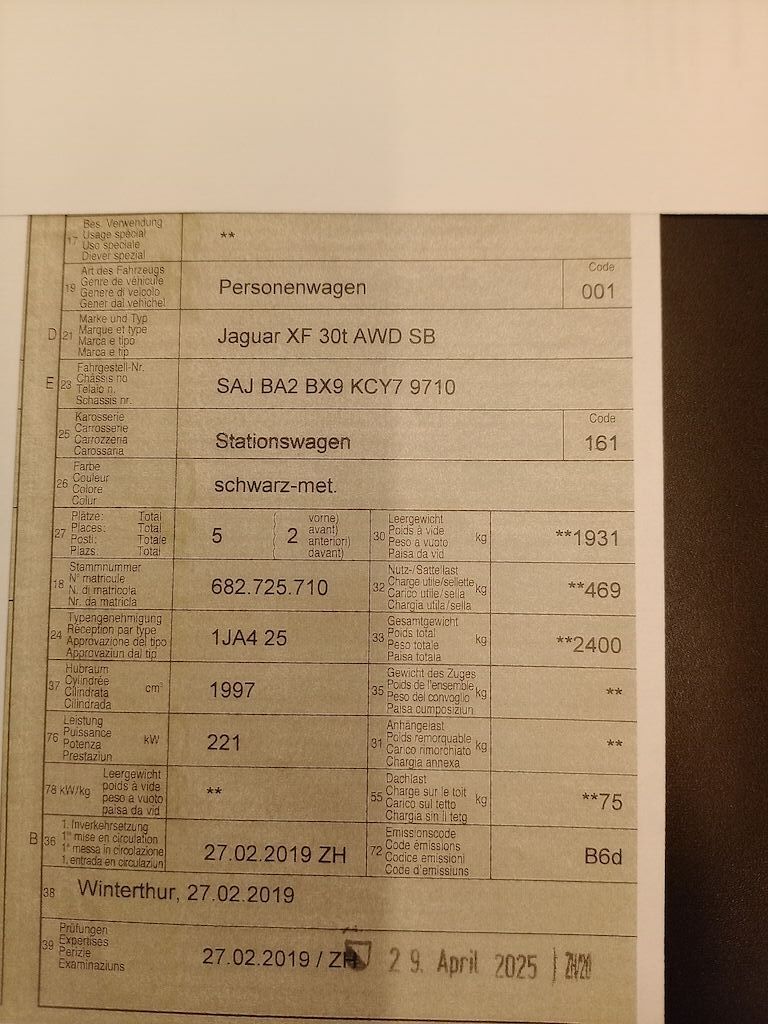 17 Bes. Verwendung
Usage spécial
Uso speciale
Diever spezial
**
19 Art des Fahrzeugs
Genre de véhicule
Genere di veicolo
Gener dal vehichel
Personenwagen
Code
001
D 21 Marke und Typ
Marque et type
Marca e tipo
Marca e tip
Jaguar XF 30t AWD SB
E 23 Fahrgestell-Nr.
Châssis no
Telaio n.
Schassis nr.
SAJ BA2 BX9 KCY7 9710
25 Karosserie
Carrosserie
Carrozzeria
Carossaria
Stationswagen
Code
161
26 Farbe
Couleur
Colore
Colur
schwarz-met.
27 Plätze: Total
Places: Total
Posti: Totale
Plazs: Total
5
( 2 vorne)
avant)
anteriori)
davant)
30 Leergewicht
Poids à vide
Peso a vuoto
Paisa da vid
kg
**1931
18 Stammnummer
N° matricule
N. di matricola
Nr. da matricla
682.725.710
32 Nutz-/Sattellast
Charge utile/sellette
Carico utile/sella
Chargia utila/sella
kg
**469
24 Typengenehmigung
Réception par type
Approvazione del tipo
Approvaziun dal tip
1JA4 25
33 Gesamtgewicht
Poids total
Peso totale
Paisa totala
kg
**2400
37 Hubraum
Cylindrée
Cilindrata
Cilindrada
cm³
1997
35 Gewicht des Zuges
Poids de l'ensemble
Peso del convoglio
Paisa cumposiziun
kg
**
76 Leistung
Puissance
Potenza
Prestaziun
kW
221
31 Anhängelast
Poids remorquable
Carico rimorchiato
Chargia annexa
kg
**
78 kW/kg Leergewicht
poids à vide
peso a vuoto
paisa da vid
**
55 Dachlast
Charge sur le toit
Carico sul tetto
Chargia sin il tetg
kg
**75
B 36 1. Inverkehrsetzung
1re mise en circulation
1a messa in circolazione
1. entrada en circulaziun
27.02.2019 ZH
72 Emissionscode
Code émissions
Codice emissioni
Code d'emissiuns
B6d
38 Winterthur, 27.02.2019
39 Prüfungen
Expertises
Perizie
Examinaziuns
27.02.2019 / ZH
29. April 2025